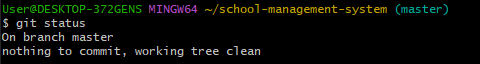 User@DESKTOP-372GENS MINGW64 ~/school-management-system (master)
$ git status
On branch master
nothing to commit, working tree clean